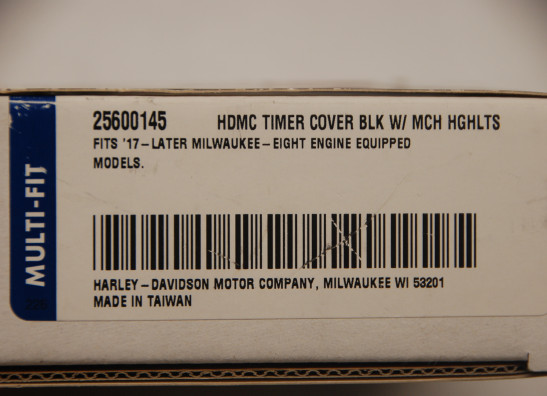 MULTI-FIT
25600145 HDMC TIMER COVER BLK W/ MCH HGHLTS
FITS '17-LATER MILWAUKEE-EIGHT ENGINE EQUIPPED
MODELS.
HARLEY-DAVIDSON MOTOR COMPANY, MILWAUKEE WI 53201
MADE IN TAIWAN